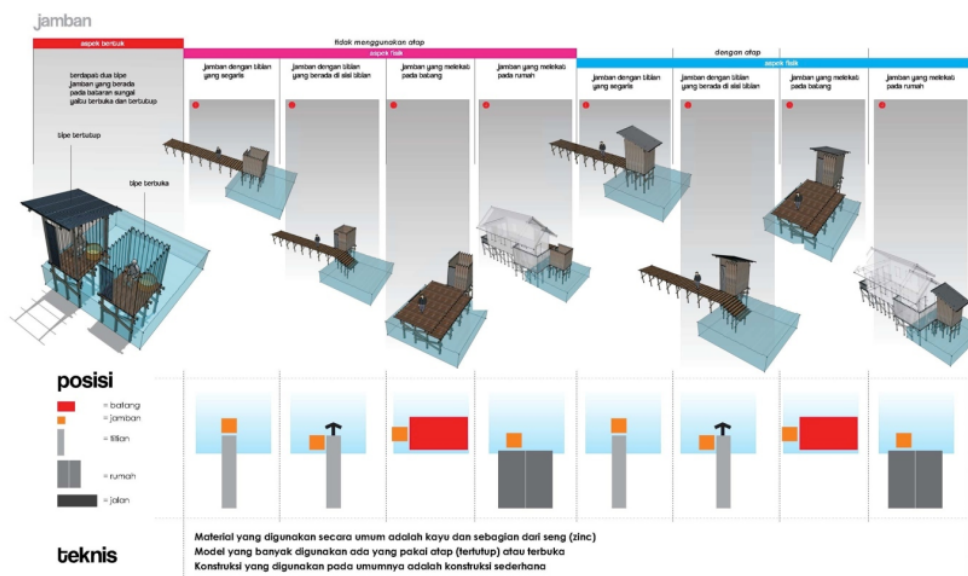 jamban
aspek bentuk
tidak menggunakan atap
aspek fisik
dengan atap
aspek fisik
terdapat dua tipe
jamban yang berada
pada bataran sungai
yaitu terbuka dan tertutup
tipe tertutup
tipe terbuka
jamban dengan titian
yang segaris
jamban dengan titian
yang berada di sisi titian
jamban yang melekat
pada batang
jamban yang melekat
pada rumah
jamban dengan titian
yang segaris
jamban dengan titian
yang berada di sisi titian
jamban yang melekat
pada batang
jamban yang melekat
pada rumah
posisi
= batang
= jamban
= titian
= rumah
= jalan
teknis
Material yang digunakan secara umum adalah kayu dan sebagian dari seng (zinc)
Model yang banyak digunakan ada yang pakai atap (tertutup) atau terbuka
Konstruksi yang digunakan pada umumnya adalah konstruksi sederhana